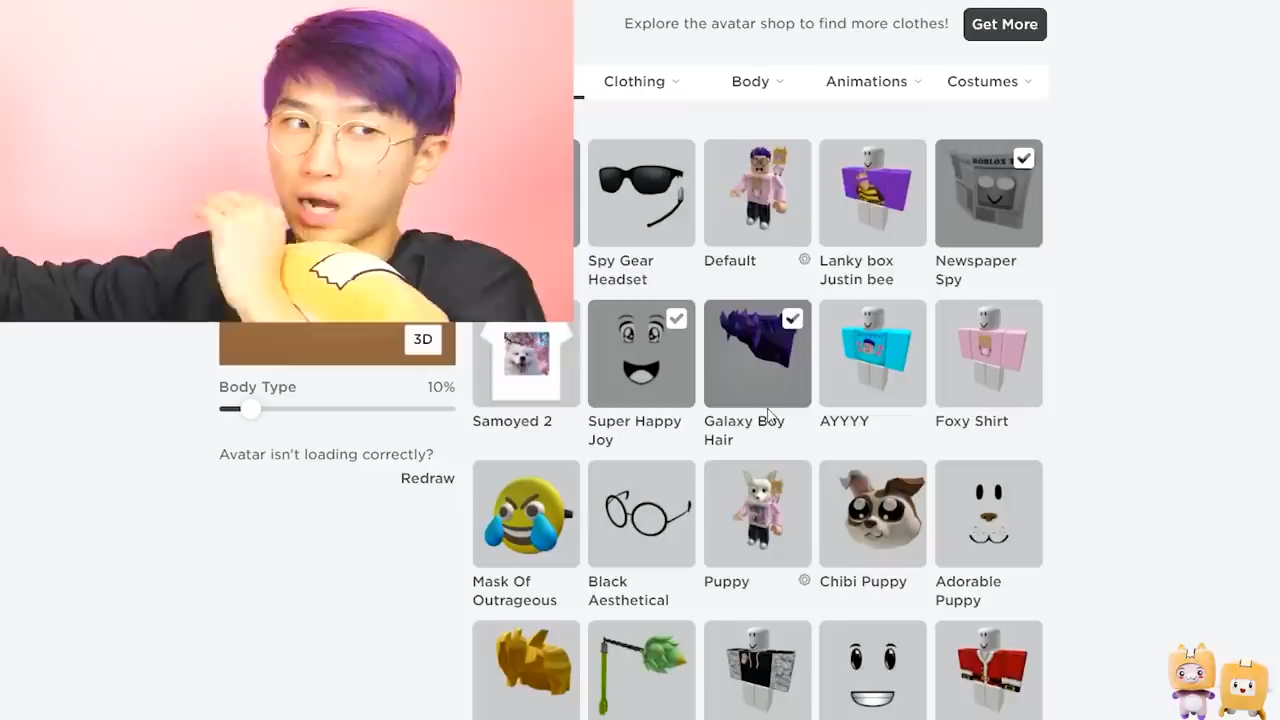 Explore the avatar shop to find more clothes!
Get More
Clothing
Body
Animations
Costumes
ROBLOX
Spy Gear
Headset
Default
Lanky box
Justin bee
Newspaper
Spy
3D
Body Type
10%
Avatar isn't loading correctly?
Redraw
Samoyed 2
Super Happy
Joy
Galaxy Boy
Hair
AYYYY
Foxy Shirt
Mask Of
Outrageous
Black
Aesthetical
Puppy
Chibi Puppy
Adorable
Puppy